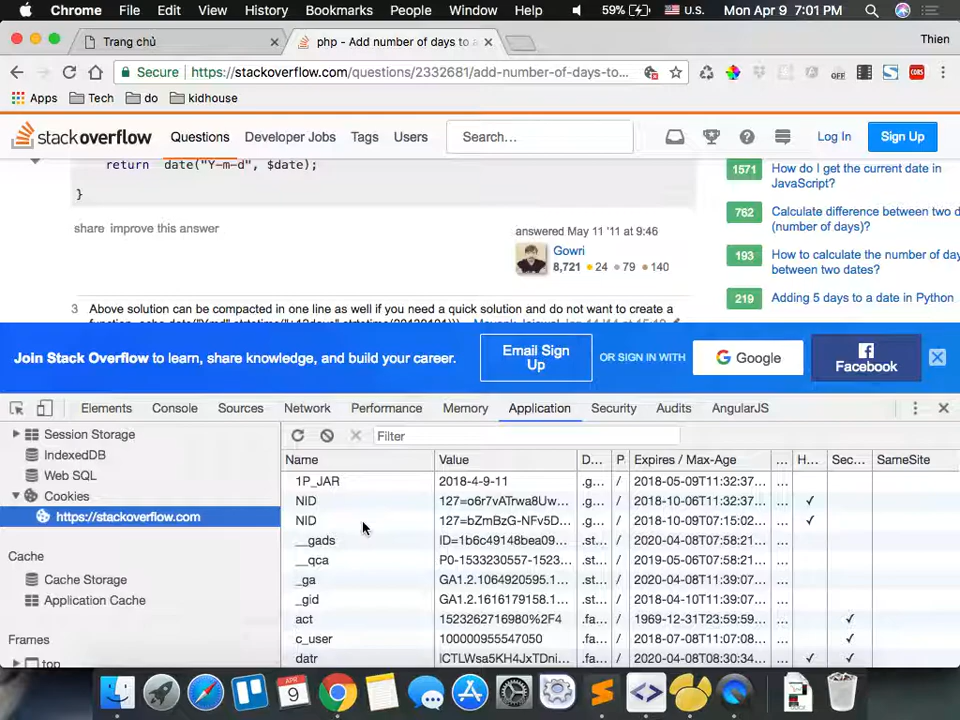 Chrome File Edit View History Bookmarks People Window Help 59% U.S. Mon Apr 9 7:01 PM
Trang chủ php - Add number of days to a Thien
Secure https://stackoverflow.com/questions/2332681/add-number-of-days-to... OFF CORS
Apps Tech do kidhouse
stackoverflow Questions Developer Jobs Tags Users Search... Log In Sign Up
return date("Y-m-d", $date);
}
share improve this answer
answered May 11 '11 at 9:46
Gowri
8,721 24 79 140
3 Above solution can be compacted in one line as well if you need a quick solution and do not want to create a
1571 How do I get the current date in
JavaScript?
762 Calculate difference between two d
(number of days)?
193 How to calculate the number of day
between two dates?
219 Adding 5 days to a date in Python
Join Stack Overflow to learn, share knowledge, and build your career. Email Sign
Up OR SIGN IN WITH Google Facebook
Elements Console Sources Network Performance Memory Application Security Audits AngularJS
Session Storage
IndexedDB
Web SQL
Cookies
https://stackoverflow.com
Cache
Cache Storage
Application Cache
Frames
top
Filter
Name Value D... P Expires / Max-Age ... H... Sec... SameSite
1P_JAR 2018-4-9-11 .g... / 2018-05-09T11:32:37... ...
NID 127=o6r7vATrwa8Uw... .g... / 2018-10-06T11:32:37... ... ✓
NID 127=bZmBzG-NFv5D... .g... / 2018-10-09T07:15:02... ... ✓
__gads ID=1b6c49148bea09... .st... / 2020-04-08T07:58:21... ...
__qca P0-1533230557-1523... .st... / 2019-05-06T07:58:21... ...
_ga GA1.2.1064920595.1... .st... / 2020-04-08T11:39:07... ...
_gid GA1.2.1616179158.1... .st... / 2018-04-10T11:39:07... ...
act 1523262716980%2F4 .fa... / 1969-12-31T23:59:59... ... ✓
c_user 100000955547050 .fa... / 2018-07-08T11:07:08... ... ✓
datr lCTLWsa5KH4JxTDni... .fa... / 2020-04-08T08:30:34... ... ✓ ✓
9